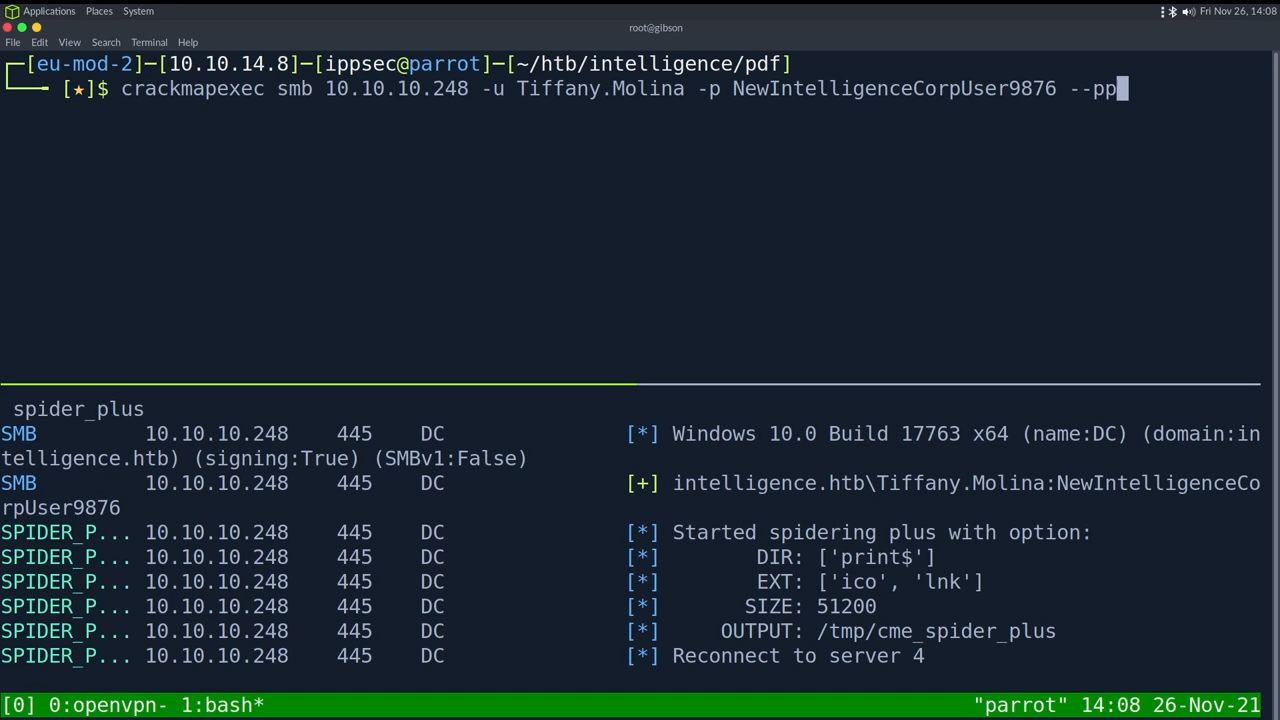 Applications Places System Fri Nov 26, 14:08
root@gibson
File Edit View Search Terminal Help
┌─[eu-mod-2]─[10.10.14.8]─[ippsec@parrot]─[~/htb/intelligence/pdf]
└──╼ [★]$ crackmapexec smb 10.10.10.248 -u Tiffany.Molina -p NewIntelligenceCorpUser9876 --pp
spider_plus
SMB 10.10.10.248 445 DC [*] Windows 10.0 Build 17763 x64 (name:DC) (domain:in
telligence.htb) (signing:True) (SMBv1:False)
SMB 10.10.10.248 445 DC [+] intelligence.htb\Tiffany.Molina:NewIntelligenceCo
rpUser9876
SPIDER_P... 10.10.10.248 445 DC [*] Started spidering plus with option:
SPIDER_P... 10.10.10.248 445 DC [*] DIR: ['print$']
SPIDER_P... 10.10.10.248 445 DC [*] EXT: ['ico', 'lnk']
SPIDER_P... 10.10.10.248 445 DC [*] SIZE: 51200
SPIDER_P... 10.10.10.248 445 DC [*] OUTPUT: /tmp/cme_spider_plus
SPIDER_P... 10.10.10.248 445 DC [*] Reconnect to server 4
[0] 0:openvpn- 1:bash* "parrot" 14:08 26-Nov-21